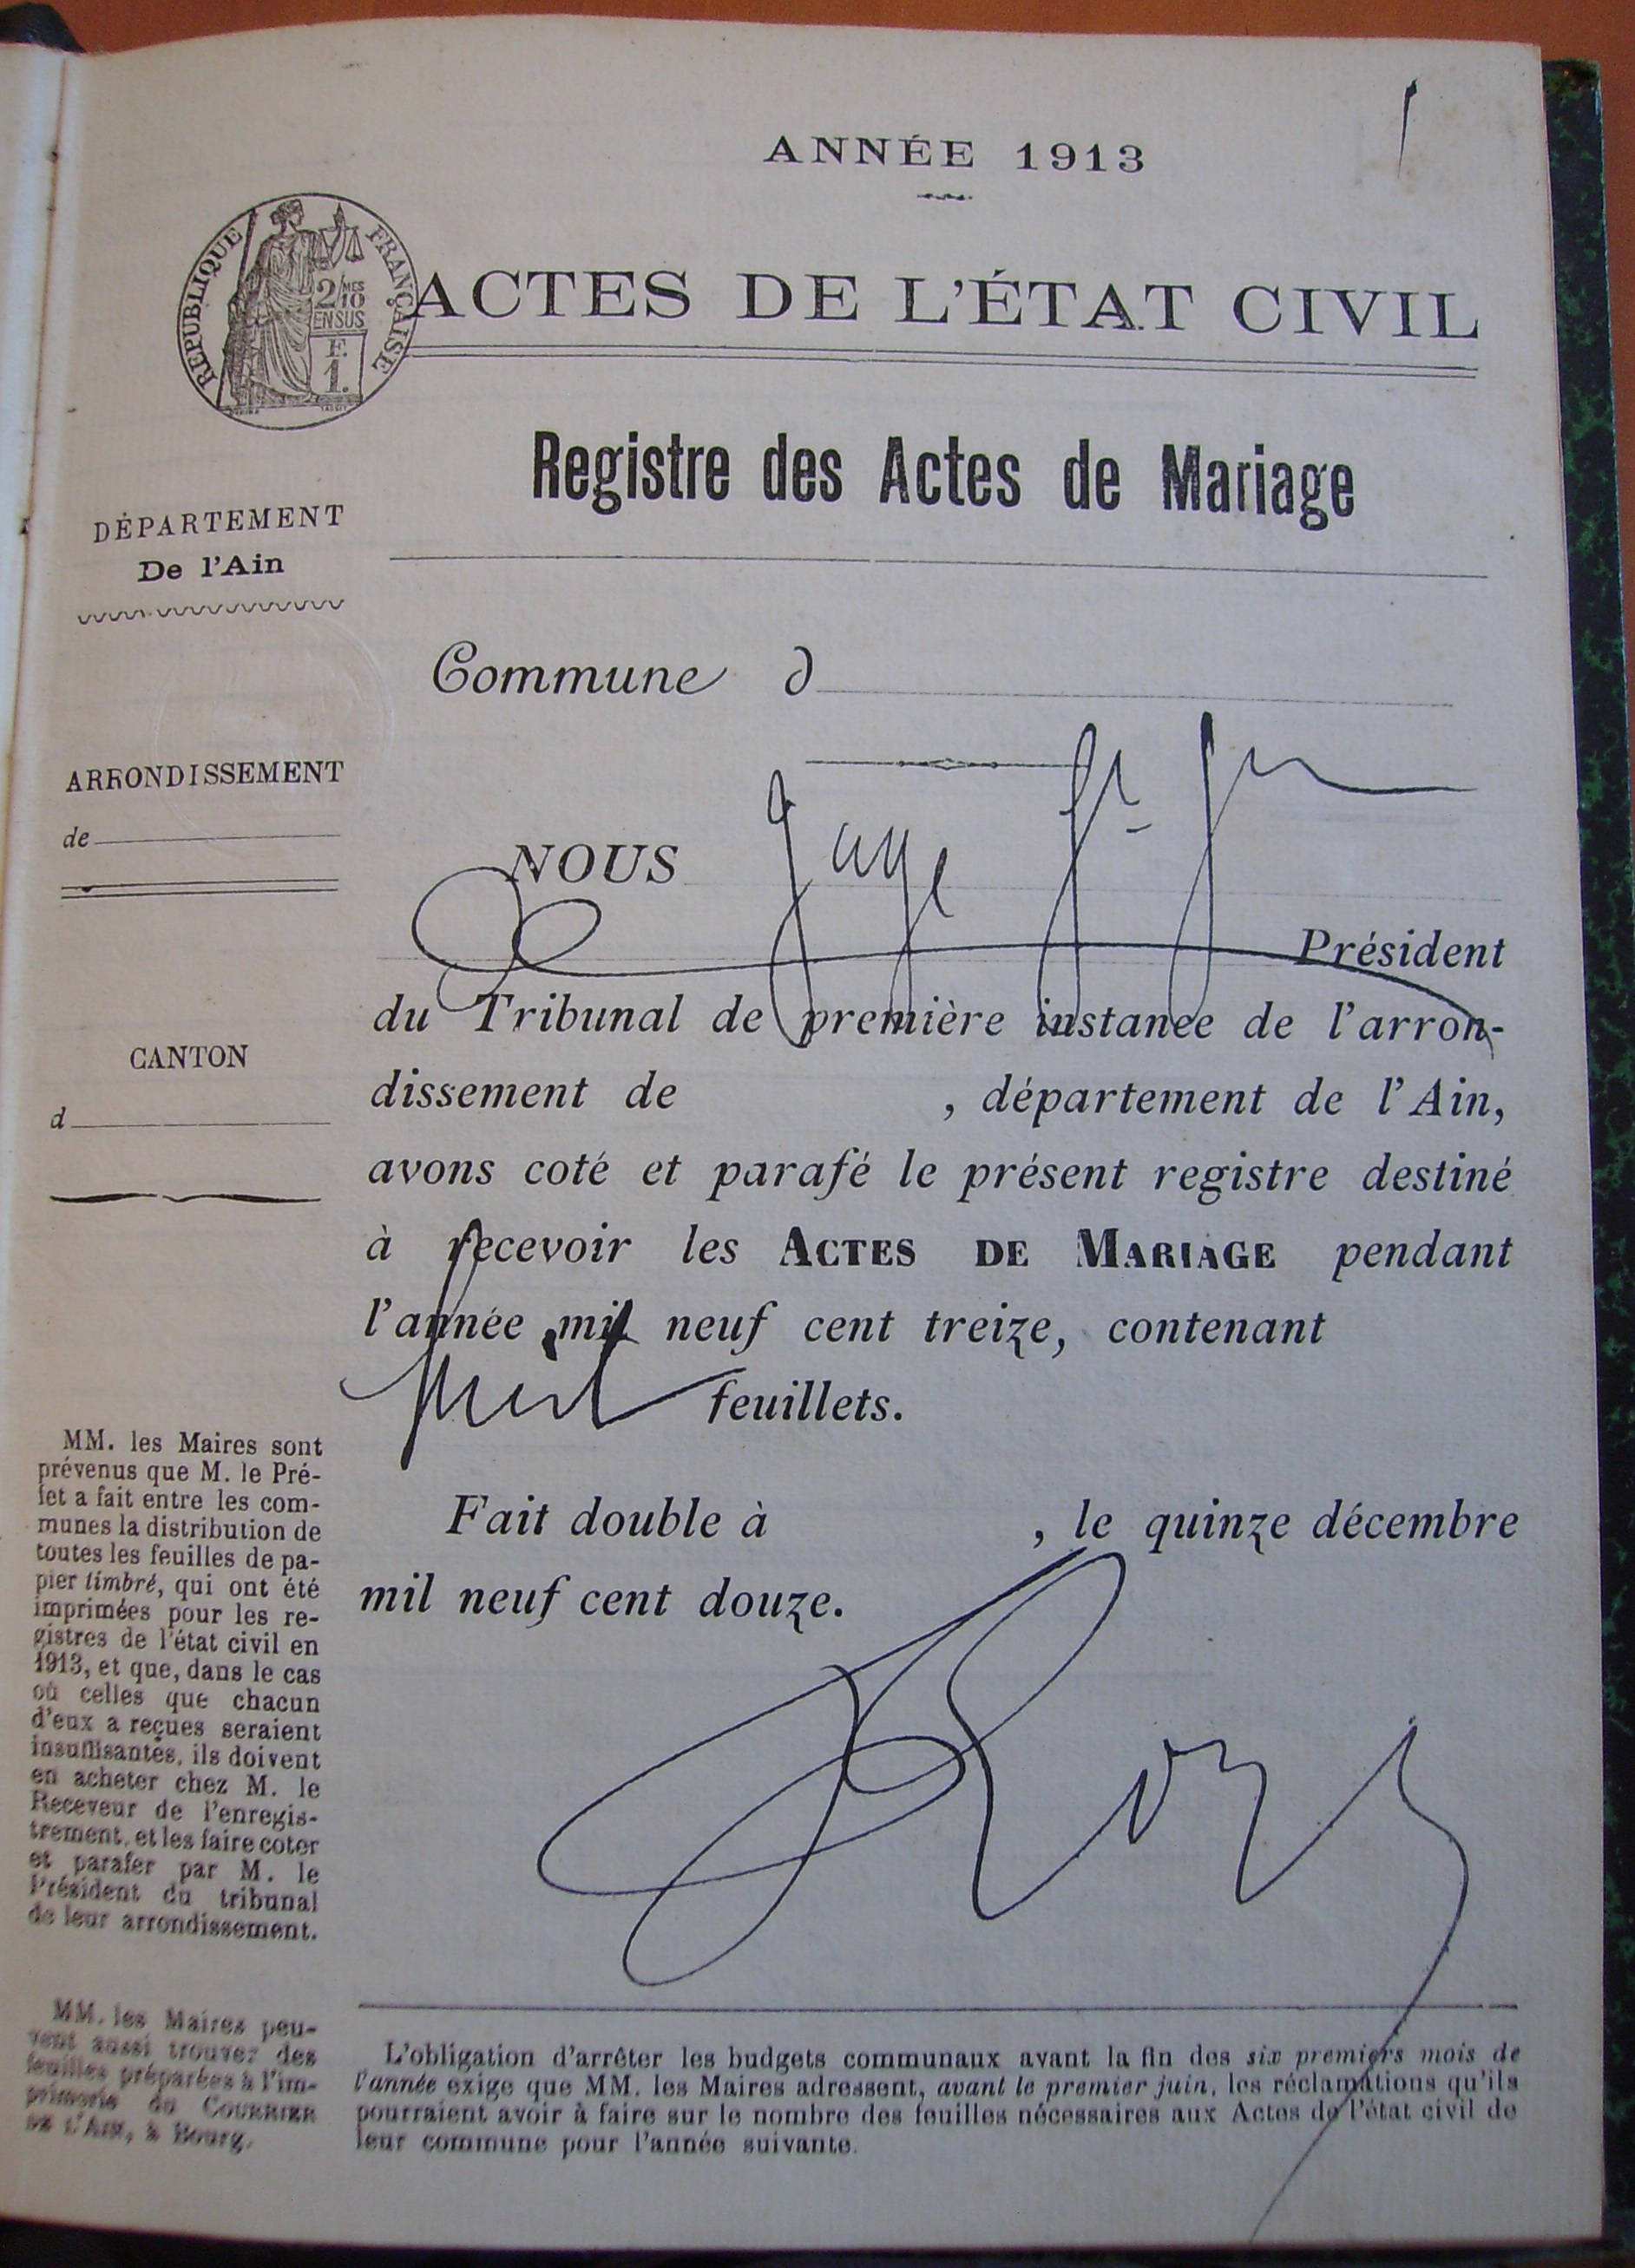 ANNÉE 1913
RÉPUBLIQUE FRANÇAISE
2/MES
10
EN SUS
F.
1.
ACTES DE L'ÉTAT CIVIL
Registre des Actes de Mariage
DÉPARTEMENT
De l'Ain
Commune d
ARRONDISSEMENT
de
NOUS
Président
du Tribunal de première instance de l'arron-
dissement de , département de l'Ain,
avons coté et parafé le présent registre destiné
à recevoir les ACTES DE MARIAGE pendant
l'année mil neuf cent treize, contenant
feuillets.
CANTON
d
Fait double à , le quinze décembre
mil neuf cent douze.
MM. les Maires sont
prévenus que M. le Pré-
fet a fait entre les com-
munes la distribution de
toutes les feuilles de pa-
pier timbré, qui ont été
imprimées pour les re-
gistres de l'état civil en
1913, et que, dans le cas
où celles que chacun
d'eux a reçues seraient
insuffisantes, ils doivent
en acheter chez M. le
Receveur de l'enregis-
trement, et les faire coter
et parafer par M. le
Président du tribunal
de leur arrondissement.
MM. les Maires peu-
vent aussi trouver des
feuilles préparées à l'im-
primerie du COURRIER
DE L'AIN, à Bourg.
L'obligation d'arrêter les budgets communaux avant la fin des six premiers mois de
l'année exige que MM. les Maires adressent, avant le premier juin, les réclamations qu'ils
pourraient avoir à faire sur le nombre des feuilles nécessaires aux Actes de l'état civil de
leur commune pour l'année suivante.